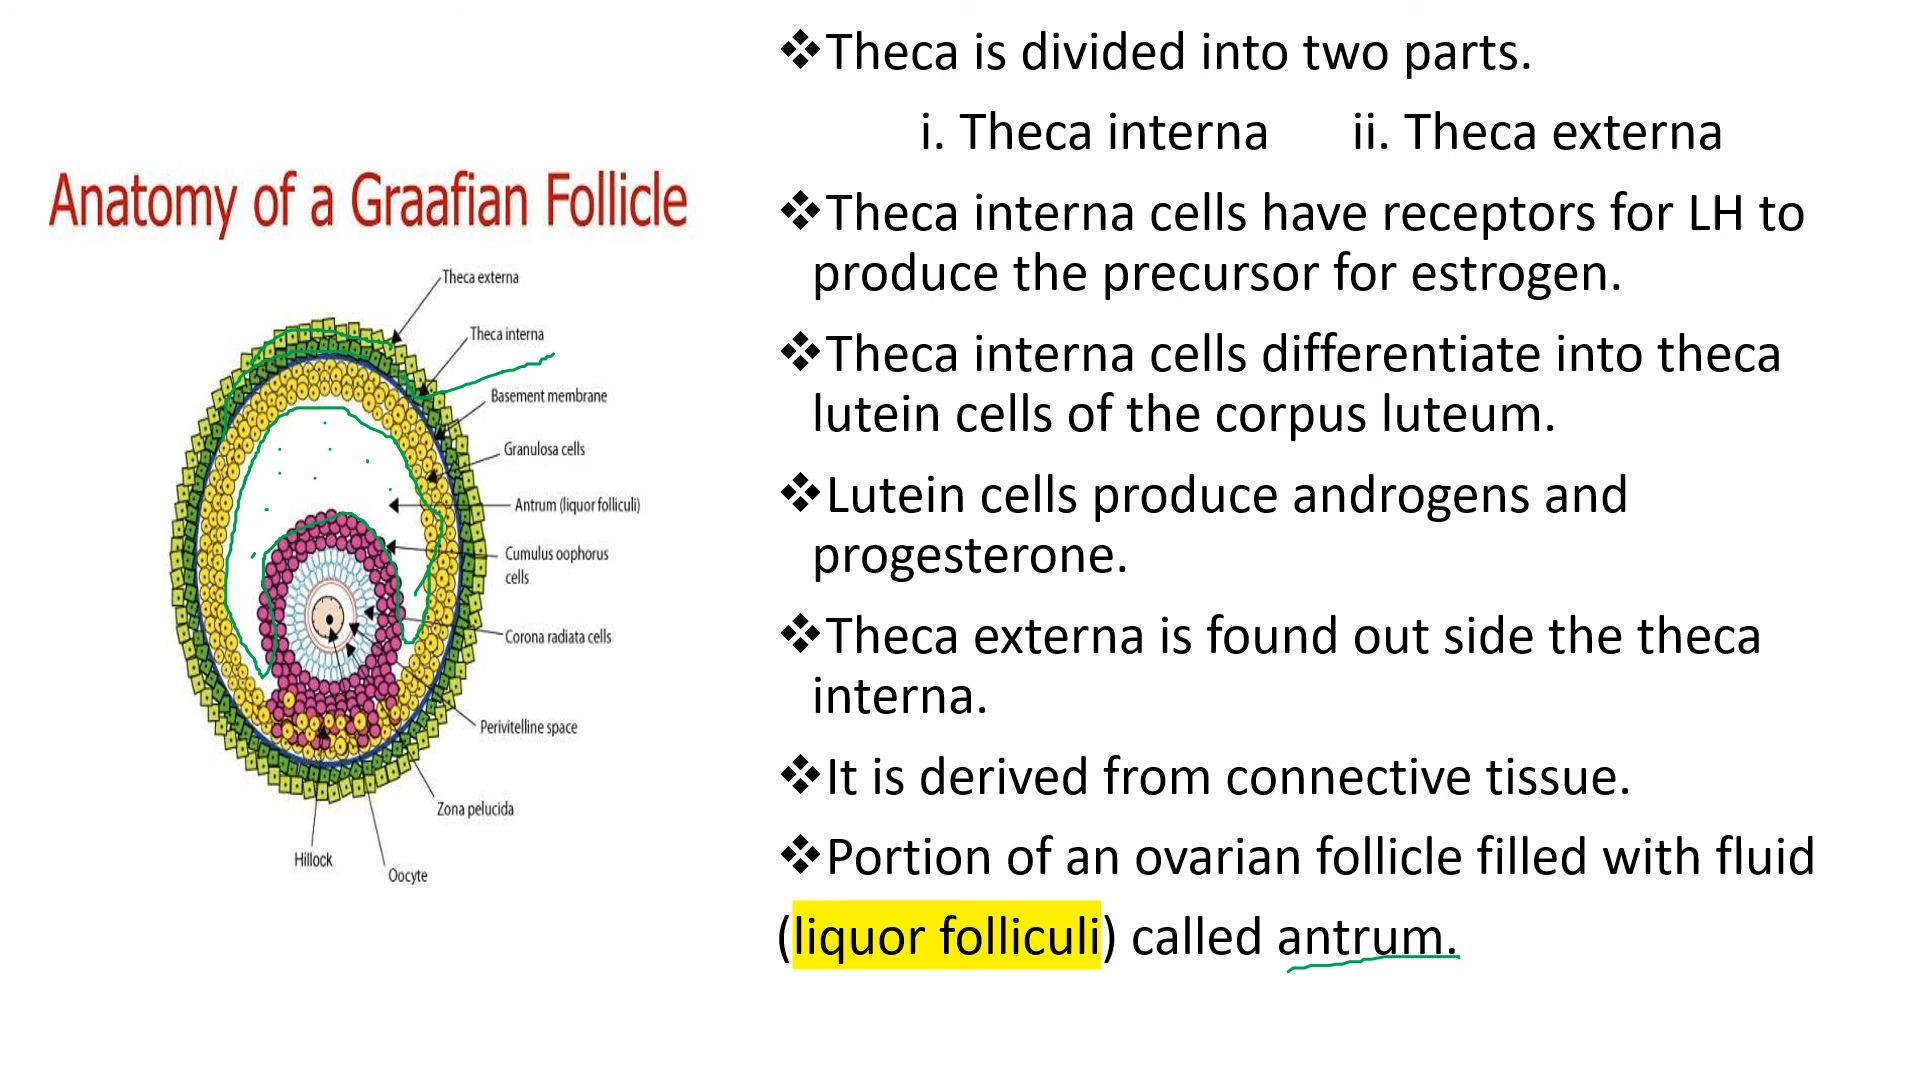 Anatomy of a Graafian Follicle
Theca externa
Theca interna
Basement membrane
Granulosa cells
Antrum (liquor folliculi)
Cumulus oophorus
cells
Corona radiata cells
Perivitelline space
Zona pelucida
Hillock
Oocyte
❖Theca is divided into two parts.
i. Theca interna ii. Theca externa
❖Theca interna cells have receptors for LH to
produce the precursor for estrogen.
❖Theca interna cells differentiate into theca
lutein cells of the corpus luteum.
❖Lutein cells produce androgens and
progesterone.
❖Theca externa is found out side the theca
interna.
❖It is derived from connective tissue.
❖Portion of an ovarian follicle filled with fluid
(liquor folliculi) called antrum.